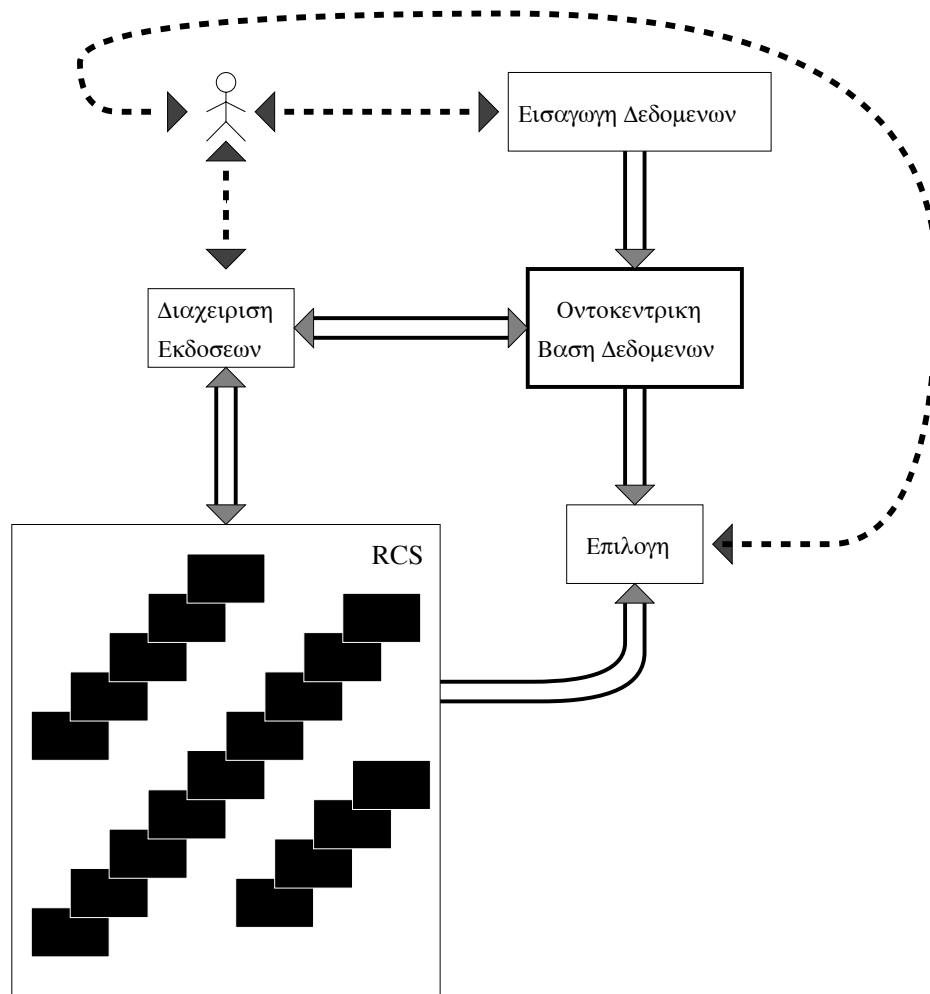 Εισαγωγη Δεδομενων
Διαχειριση
Εκδοσεων
Οντοκεντρικη
Βαση Δεδομενων
RCS
Επιλογη